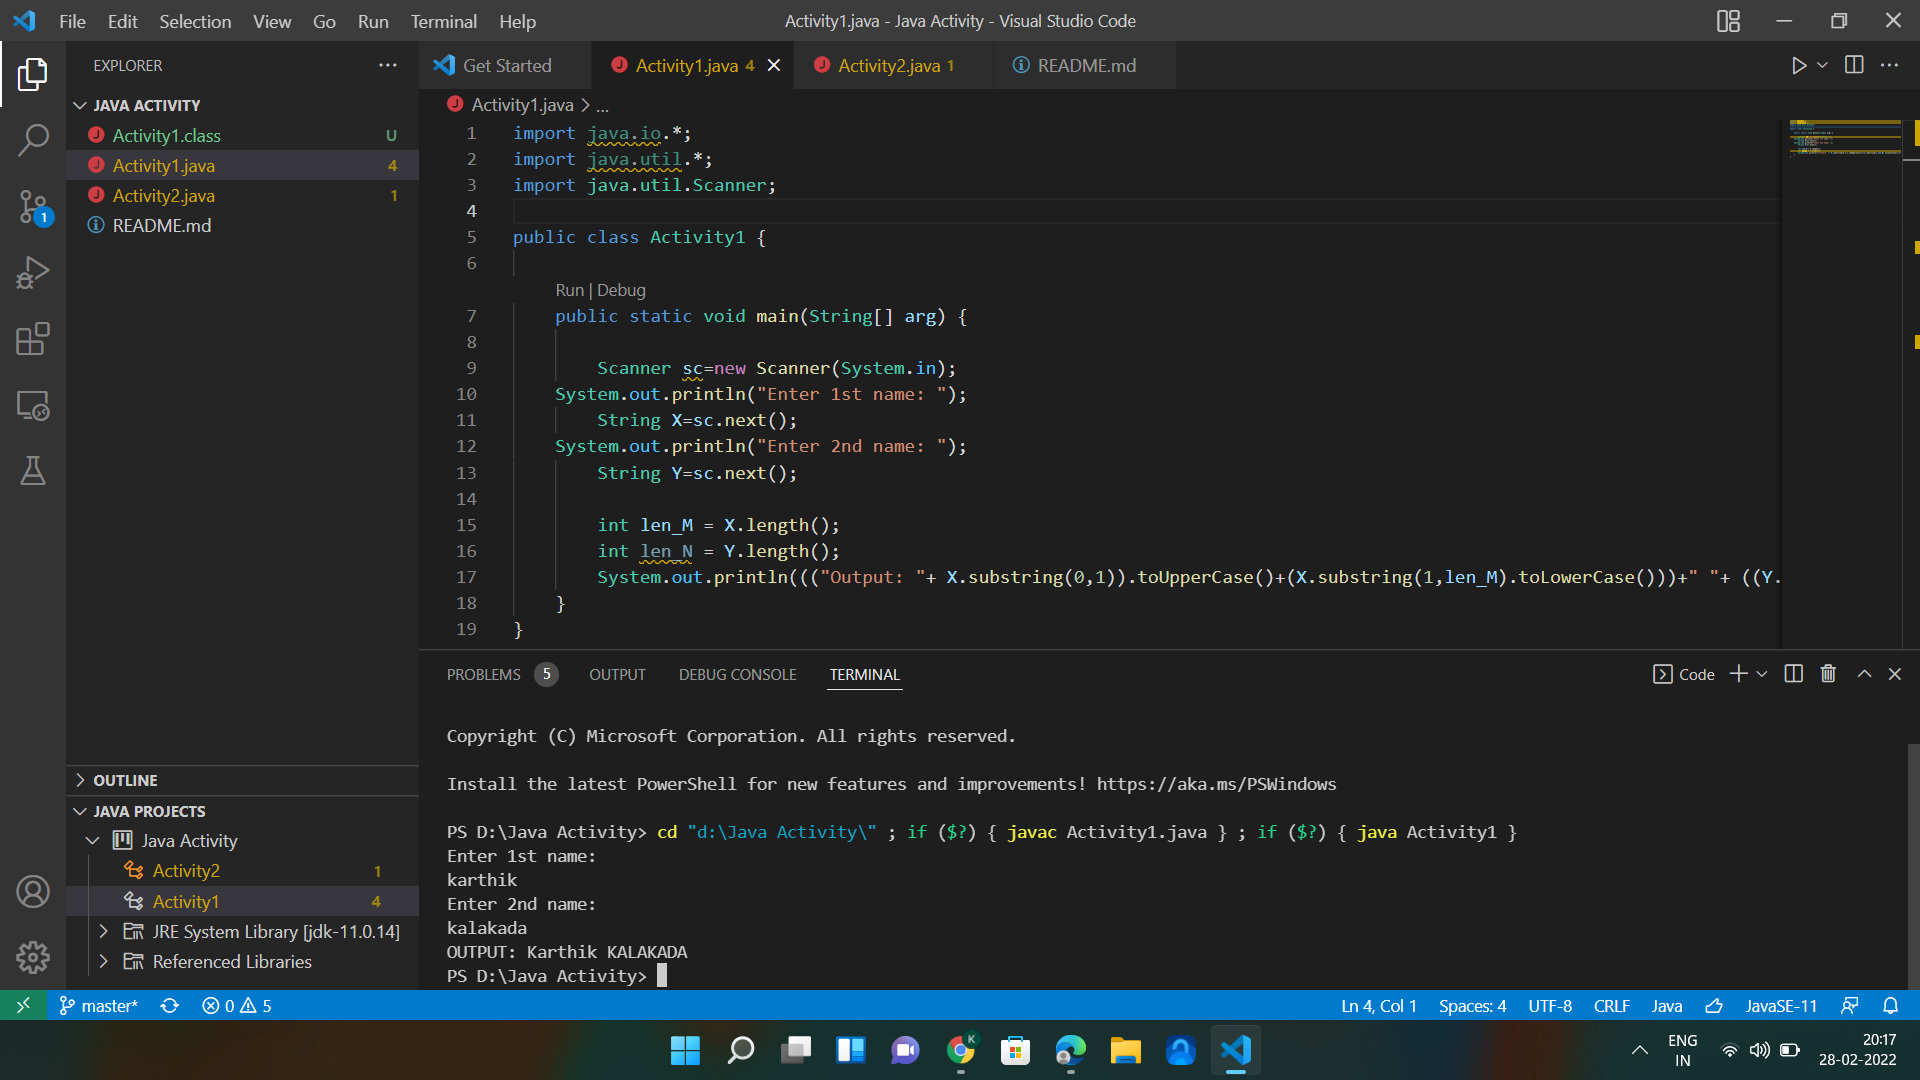 File Edit Selection View Go Run Terminal Help
Activity1.java - Java Activity - Visual Studio Code
EXPLORER
JAVA ACTIVITY
Activity1.class U
Activity1.java 4
Activity2.java 1
README.md
OUTLINE
JAVA PROJECTS
Java Activity
Activity2 1
Activity1 4
JRE System Library [jdk-11.0.14]
Referenced Libraries
1
Get Started Activity1.java 4 Activity2.java 1 README.md
Activity1.java > ...
1 import java.io.*;
2 import java.util.*;
3 import java.util.Scanner;
4
5 public class Activity1 {
6
Run | Debug
7 public static void main(String[] arg) {
8
9 Scanner sc=new Scanner(System.in);
10 System.out.println("Enter 1st name: ");
11 String X=sc.next();
12 System.out.println("Enter 2nd name: ");
13 String Y=sc.next();
14
15 int len_M = X.length();
16 int len_N = Y.length();
17 System.out.println((("Output: "+ X.substring(0,1)).toUpperCase()+(X.substring(1,len_M).toLowerCase()))+" "+ ((Y.
18 }
19 }
PROBLEMS 5 OUTPUT DEBUG CONSOLE TERMINAL
Code
Copyright (C) Microsoft Corporation. All rights reserved.
Install the latest PowerShell for new features and improvements! https://aka.ms/PSWindows
PS D:\Java Activity> cd "d:\Java Activity\" ; if ($?) { javac Activity1.java } ; if ($?) { java Activity1 }
Enter 1st name:
karthik
Enter 2nd name:
kalakada
OUTPUT: Karthik KALAKADA
PS D:\Java Activity>
master* 0 5
Ln 4, Col 1 Spaces: 4 UTF-8 CRLF Java JavaSE-11
K
ENG
IN
20:17
28-02-2022